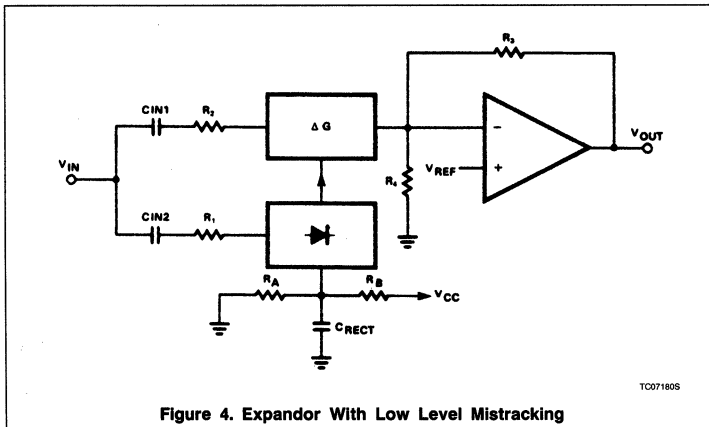 R3
CIN1
R2
Δ G
VIN
VOUT
−
+
VREF
R4
CIN2
R1
RA
RB
VCC
CRECT
TC07180S
Figure 4. Expandor With Low Level Mistracking